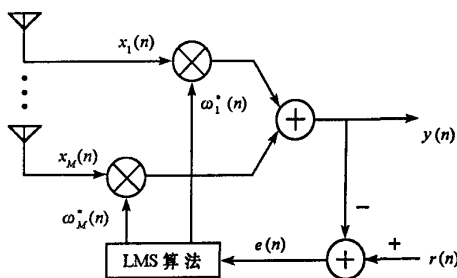 x₁(n)
ω₁*(n)
y(n)
x_M(n)
ω_M*(n)
−
+
LMS 算法
e(n)
r(n)